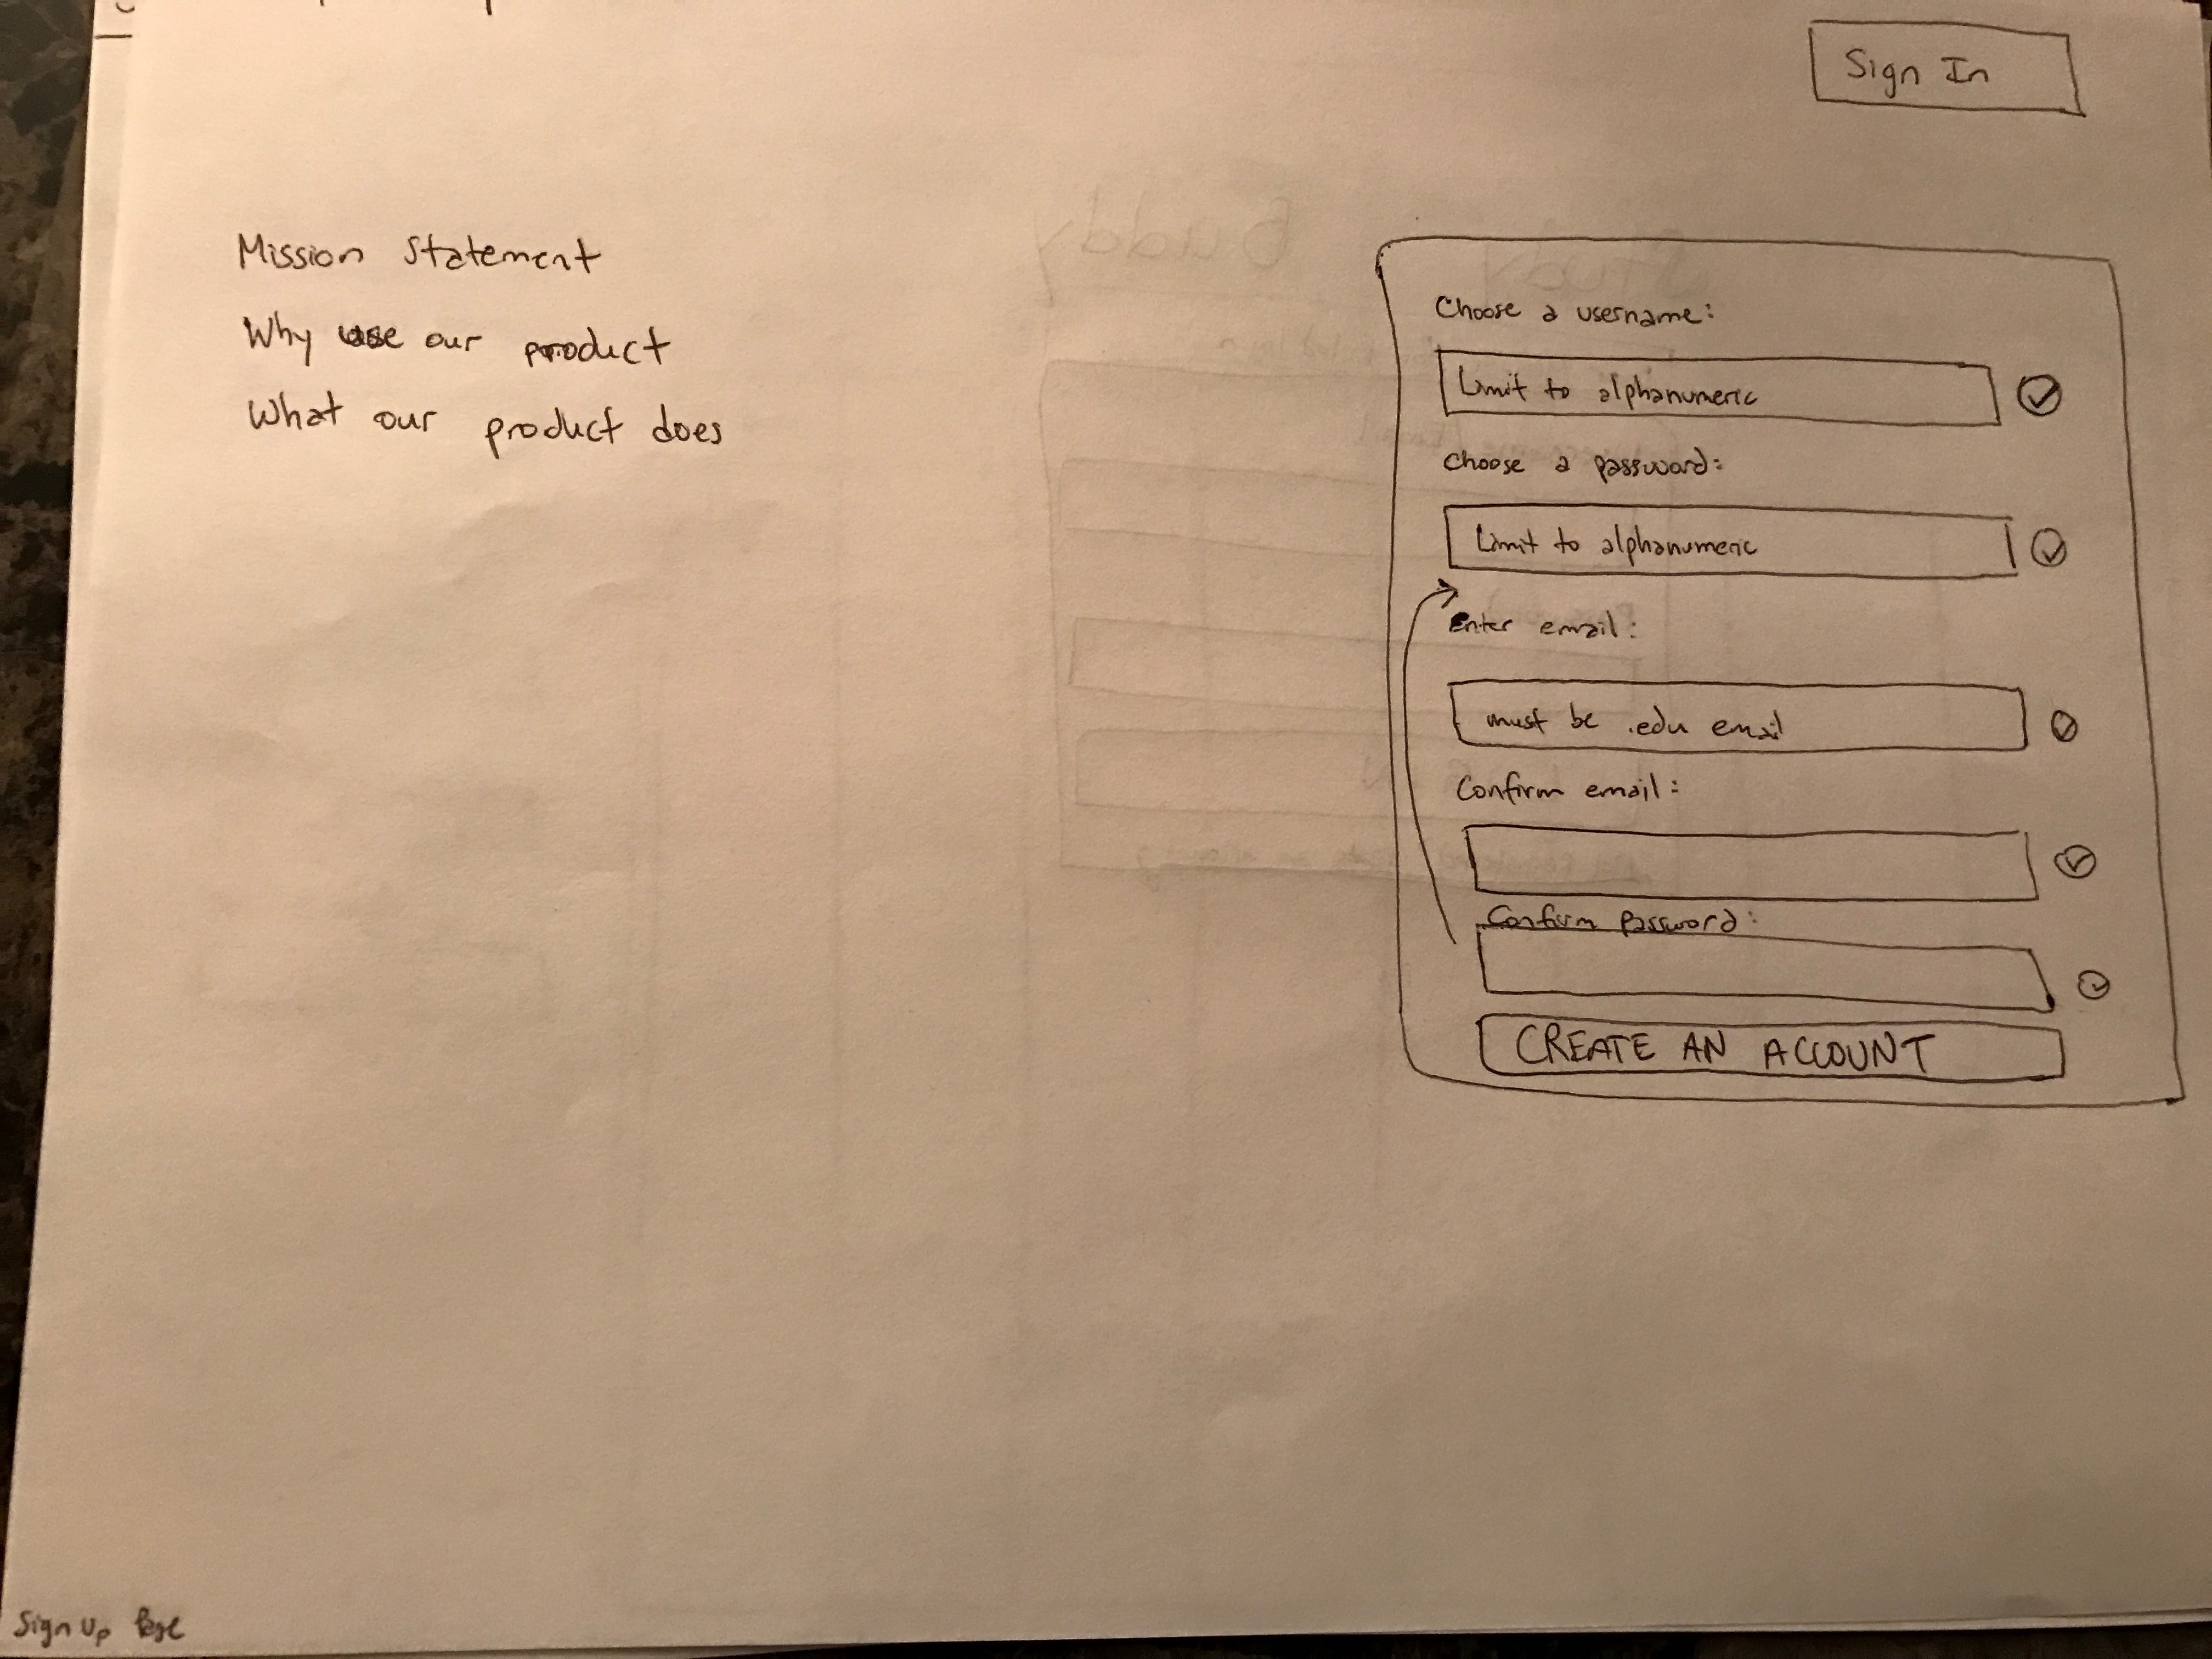 Sign In
Mission Statement
Why use our product
What our product does
Choose a username:
Limit to alphanumeric
Choose a password:
Limit to alphanumeric
Enter email:
must be .edu email
Confirm email:
Confirm Password:
CREATE AN ACCOUNT
Sign Up Page
Study Buddy